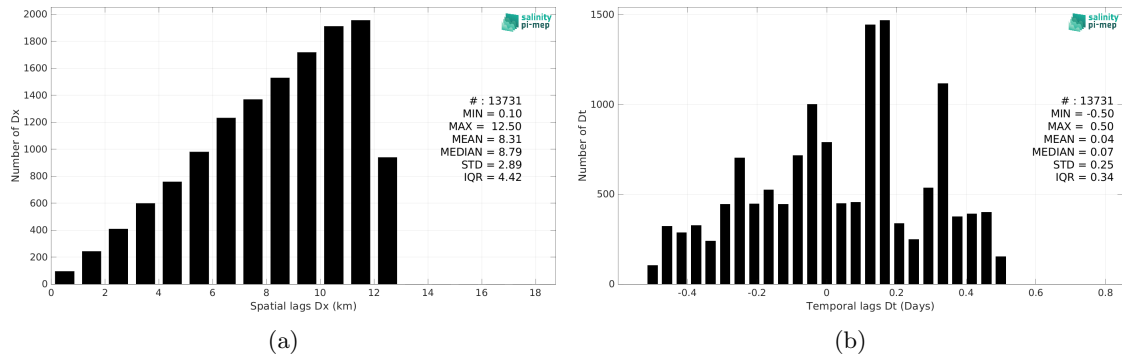 2000
1800
1600
1400
1200
1000
800
600
400
200
0
Number of Dx
0 2 4 6 8 10 12 14 16 18
Spatial lags Dx (km)
salinity
pi-mep
# : 13731
MIN = 0.10
MAX = 12.50
MEAN = 8.31
MEDIAN = 8.79
STD = 2.89
IQR = 4.42
(a)
1500
1000
500
0
Number of Dt
-0.4 -0.2 0 0.2 0.4 0.6 0.8
Temporal lags Dt (Days)
salinity
pi-mep
# : 13731
MIN = -0.50
MAX = 0.50
MEAN = 0.04
MEDIAN = 0.07
STD = 0.25
IQR = 0.34
(b)